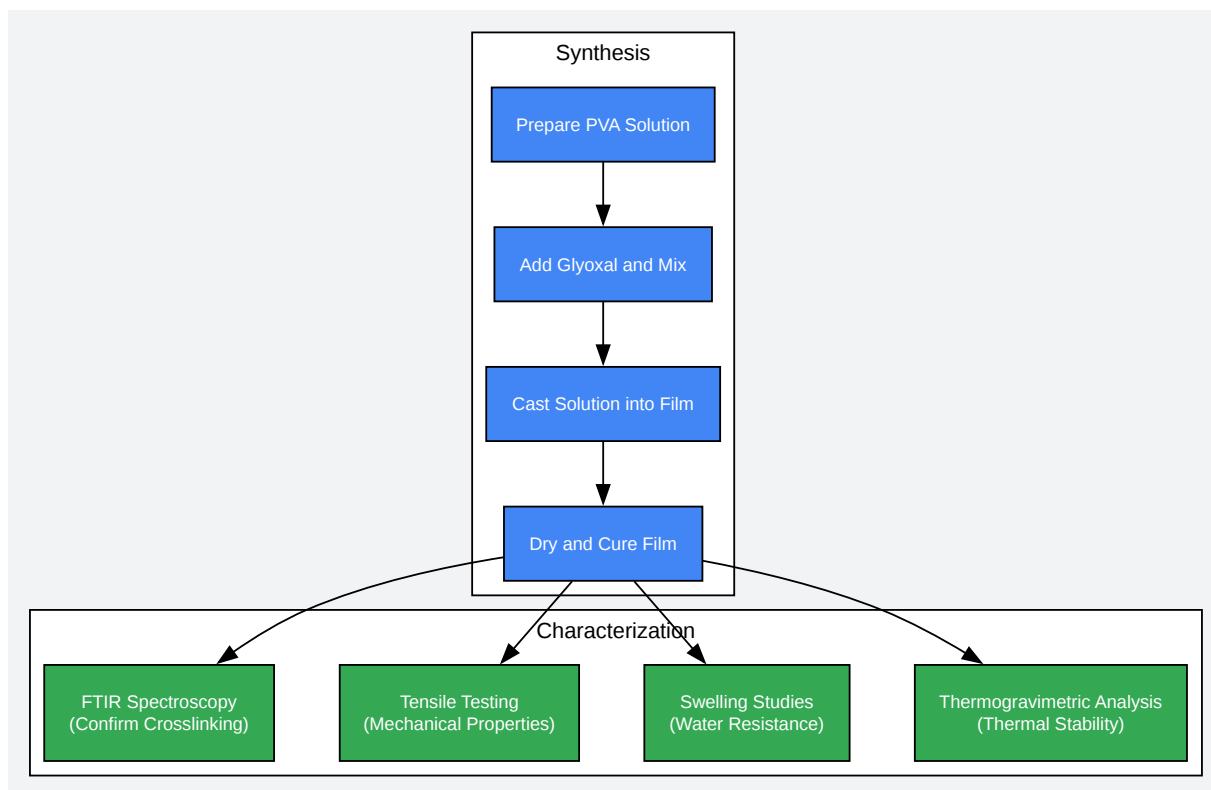 Synthesis
Prepare PVA Solution
Add Glyoxal and Mix
Cast Solution into Film
Dry and Cure Film
Characterization
FTIR Spectroscopy
(Confirm Crosslinking)
Tensile Testing
(Mechanical Properties)
Swelling Studies
(Water Resistance)
Thermogravimetric Analysis
(Thermal Stability)